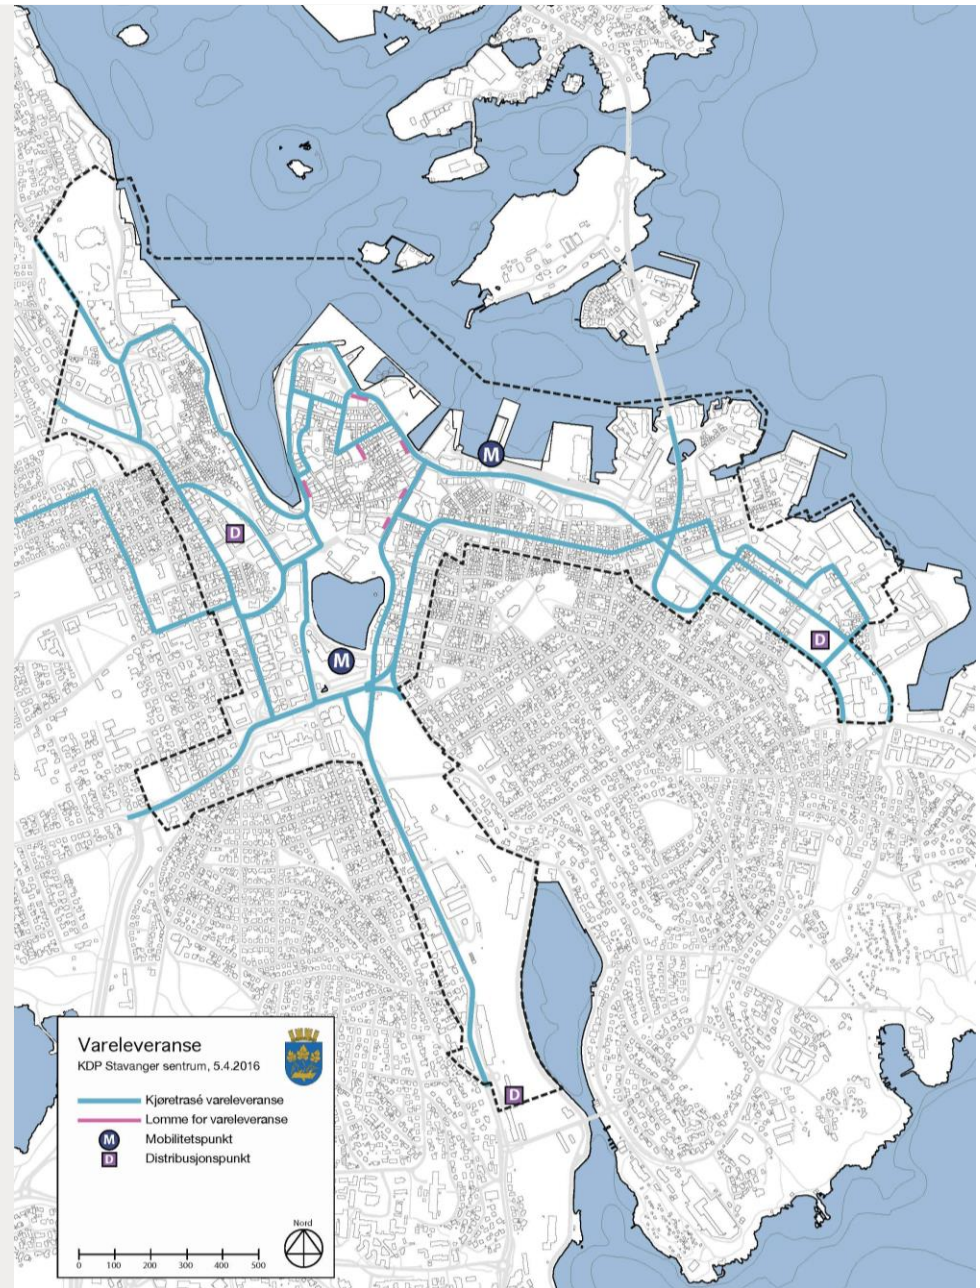 M
D
M
D
D
Vareleveranse
KDP Stavanger sentrum, 5.4.2016
Kjøretrasé vareleveranse
Lomme for vareleveranse
M Mobilitetspunkt
D Distribusjonspunkt
Nord
0 100 200 300 400 500